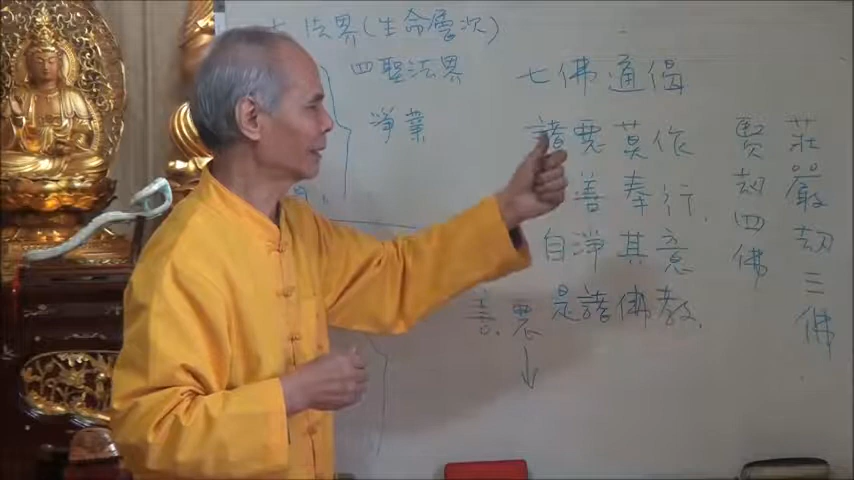 七法界(生命層次)
四聖法界
淨業
七佛通偈
諸惡莫作
善奉行.
自淨其意
是諸佛教.
意惡
↓
莊嚴劫三佛
賢劫四佛